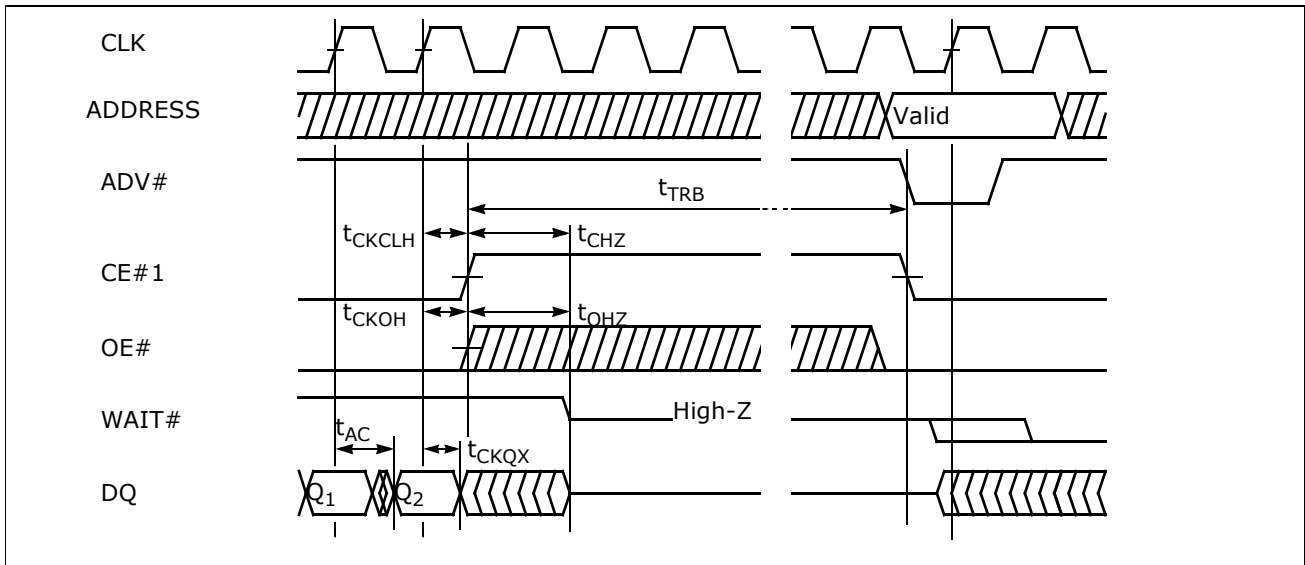 CLK
ADDRESS
Valid
ADV#
tTRB
tCKCLH
tCHZ
CE#1
tCKOH
tOHZ
OE#
WAIT#
High-Z
tAC
tCKQX
DQ
Q1
Q2